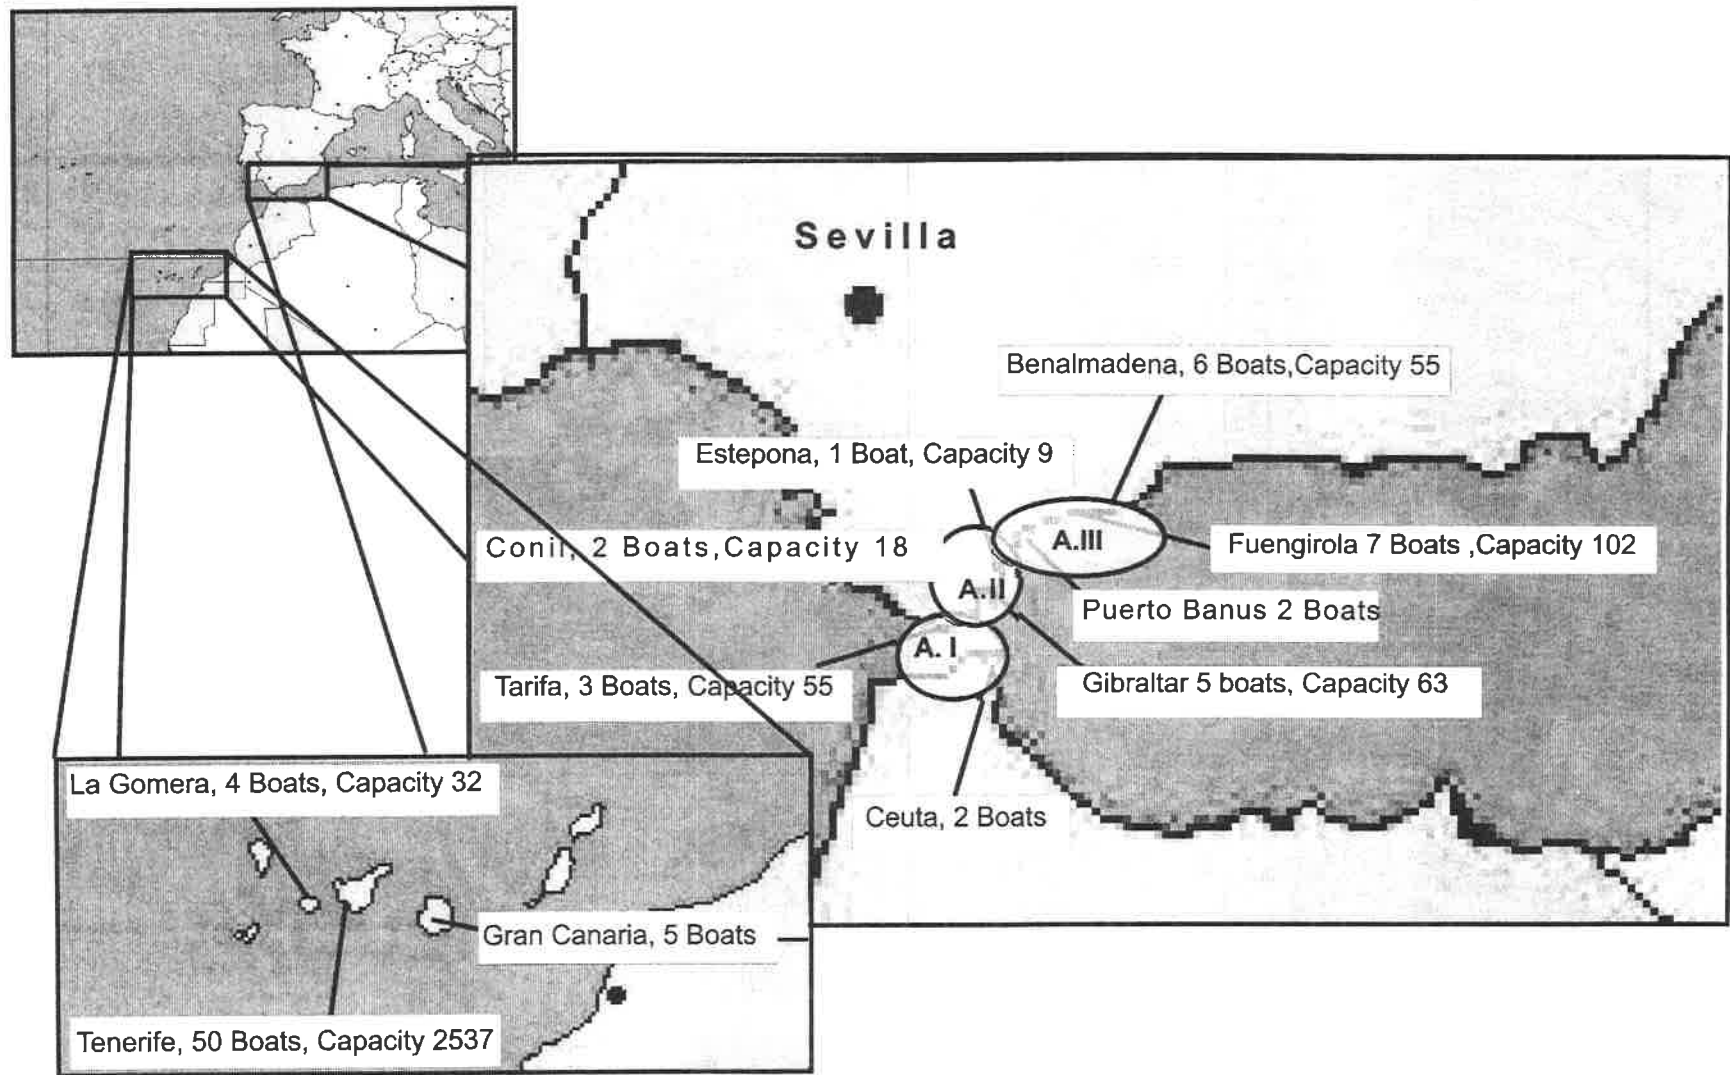 Sevilla
Benalmadena, 6 Boats,Capacity 55
Estepona, 1 Boat, Capacity 9
Conil, 2 Boats,Capacity 18
A.III
Fuengirola 7 Boats ,Capacity 102
A.II
Puerto Banus 2 Boats
A. I
Tarifa, 3 Boats, Capacity 55
Gibraltar 5 boats, Capacity 63
La Gomera, 4 Boats, Capacity 32
Ceuta, 2 Boats
Gran Canaria, 5 Boats
Tenerife, 50 Boats, Capacity 2537